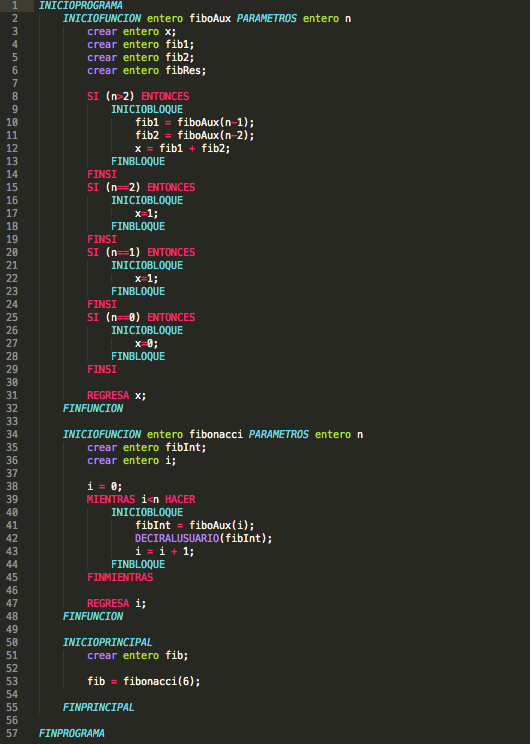 1 INICIOPROGRAMA
2 INICIOFUNCION entero fiboAux PARAMETROS entero n
3 crear entero x;
4 crear entero fib1;
5 crear entero fib2;
6 crear entero fibRes;
7
8 SI (n>2) ENTONCES
9 INICIOBLOQUE
10 fib1 = fiboAux(n-1);
11 fib2 = fiboAux(n-2);
12 x = fib1 + fib2;
13 FINBLOQUE
14 FINSI
15 SI (n==2) ENTONCES
16 INICIOBLOQUE
17 x=1;
18 FINBLOQUE
19 FINSI
20 SI (n==1) ENTONCES
21 INICIOBLOQUE
22 x=1;
23 FINBLOQUE
24 FINSI
25 SI (n==0) ENTONCES
26 INICIOBLOQUE
27 x=0;
28 FINBLOQUE
29 FINSI
30
31 REGRESA x;
32 FINFUNCION
33
34 INICIOFUNCION entero fibonacci PARAMETROS entero n
35 crear entero fibInt;
36 crear entero i;
37
38 i = 0;
39 MIENTRAS i<n HACER
40 INICIOBLOQUE
41 fibInt = fiboAux(i);
42 DECIRALUSUARIO(fibInt);
43 i = i + 1;
44 FINBLOQUE
45 FINMIENTRAS
46
47 REGRESA i;
48 FINFUNCION
49
50 INICIOPRINCIPAL
51 crear entero fib;
52
53 fib = fibonacci(6);
54
55 FINPRINCIPAL
56
57 FINPROGRAMA